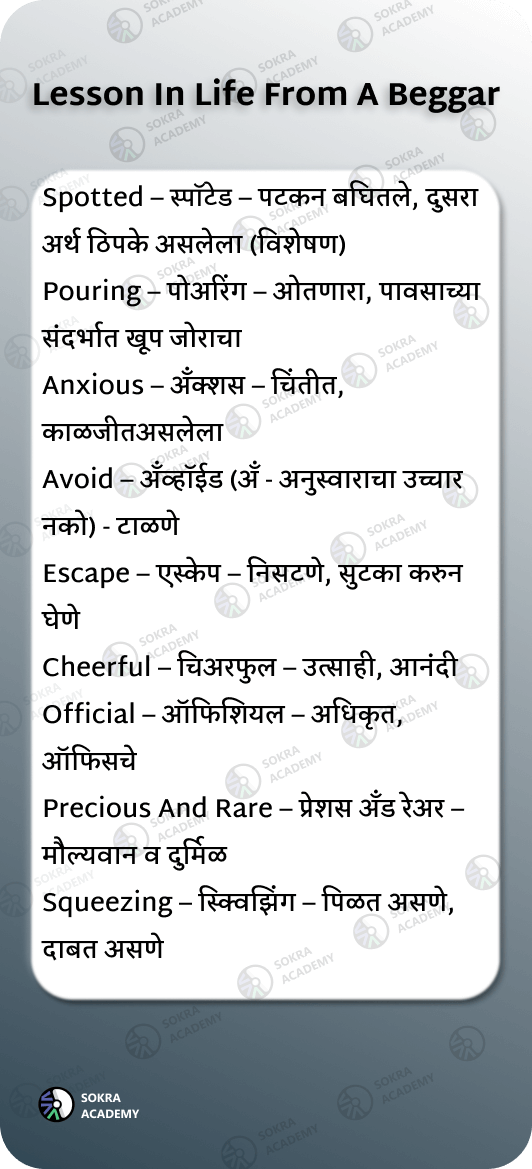 Lesson In Life From A Beggar
Spotted – स्पॉटेड – पटकन बघितले, दुसरा
अर्थ ठिपके असलेला (विशेषण)
Pouring – पोअरिंग – ओतणारा, पावसाच्या
संदर्भात खूप जोराचा
Anxious – अँक्शस – चिंतीत,
काळजीतअसलेला
Avoid – अँव्हॉईड (अँ - अनुस्वाराचा उच्चार
नको) - टाळणे
Escape – एस्केप – निसटणे, सुटका करुन
घेणे
Cheerful – चिअरफुल – उत्साही, आनंदी
Official – ऑफिशियल – अधिकृत,
ऑफिसचे
Precious And Rare – प्रेशस अँड रेअर –
मौल्यवान व दुर्मिळ
Squeezing – स्क्विझिंग – पिळत असणे,
दाबत असणे
SOKRA
ACADEMY